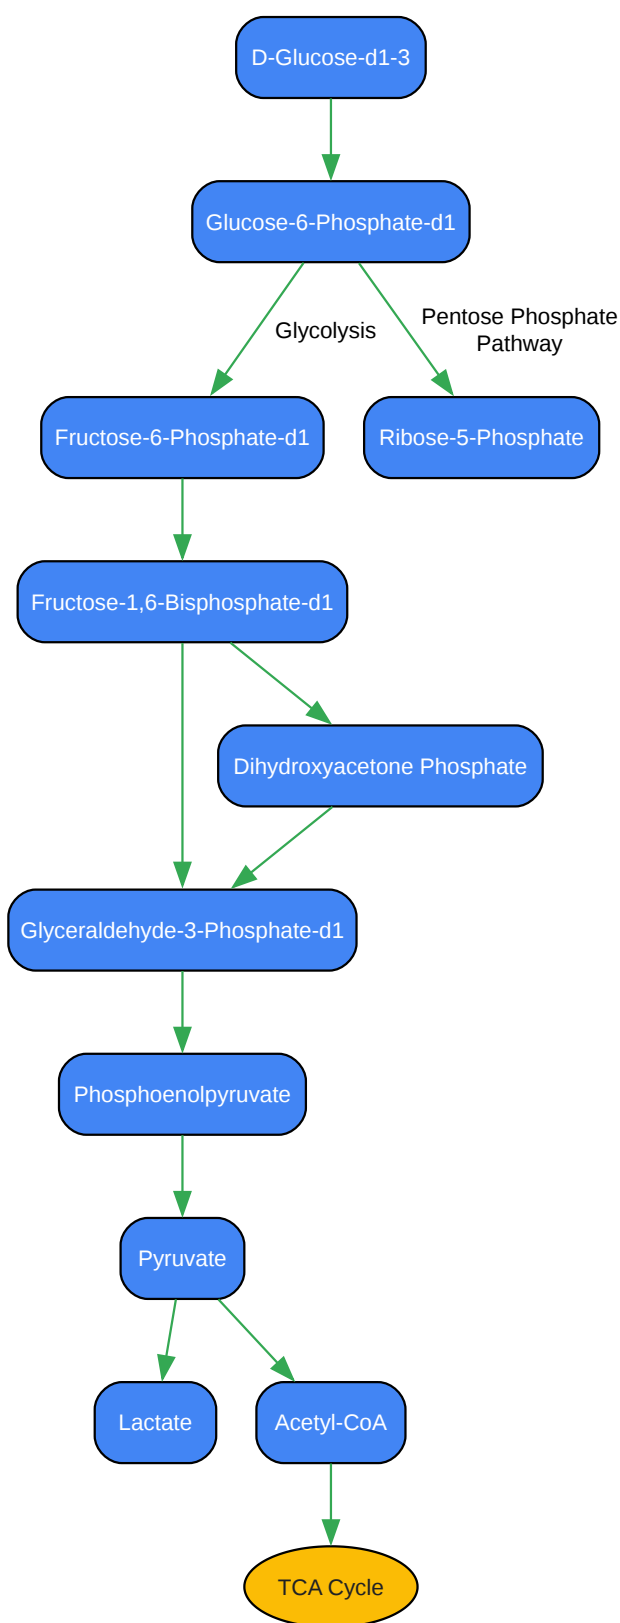 D-Glucose-d1-3
Glucose-6-Phosphate-d1
Glycolysis
Pentose Phosphate
Pathway
Fructose-6-Phosphate-d1
Ribose-5-Phosphate
Fructose-1,6-Bisphosphate-d1
Dihydroxyacetone Phosphate
Glyceraldehyde-3-Phosphate-d1
Phosphoenolpyruvate
Pyruvate
Lactate
Acetyl-CoA
TCA Cycle